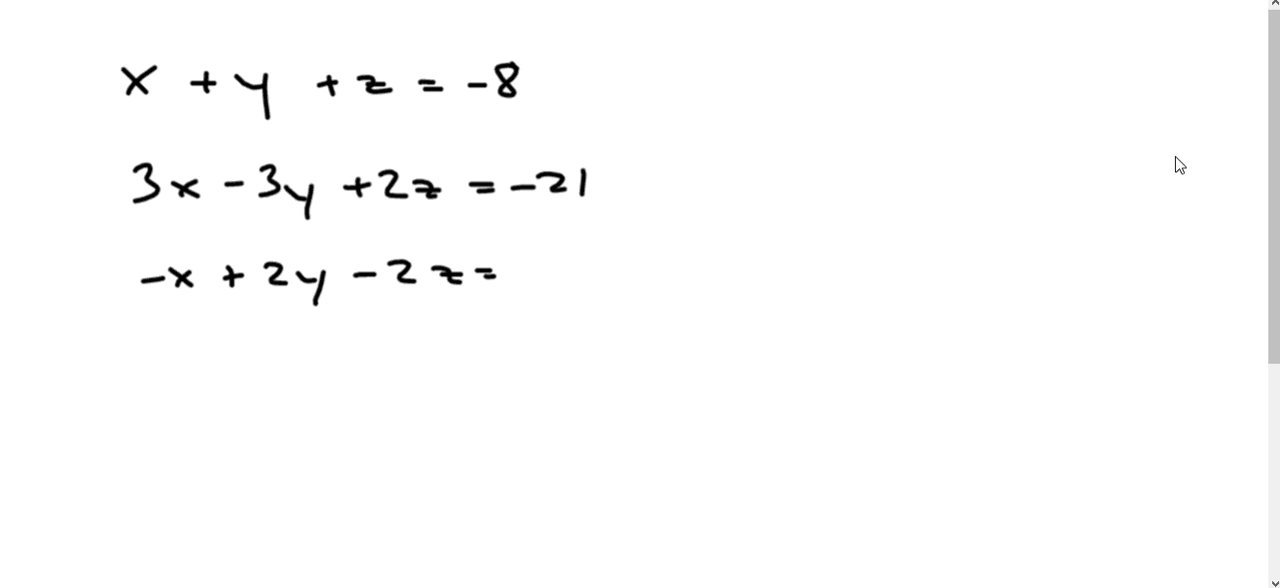 x + y + z = -8
3x - 3y + 2z = -21
-x + 2y - 2z =